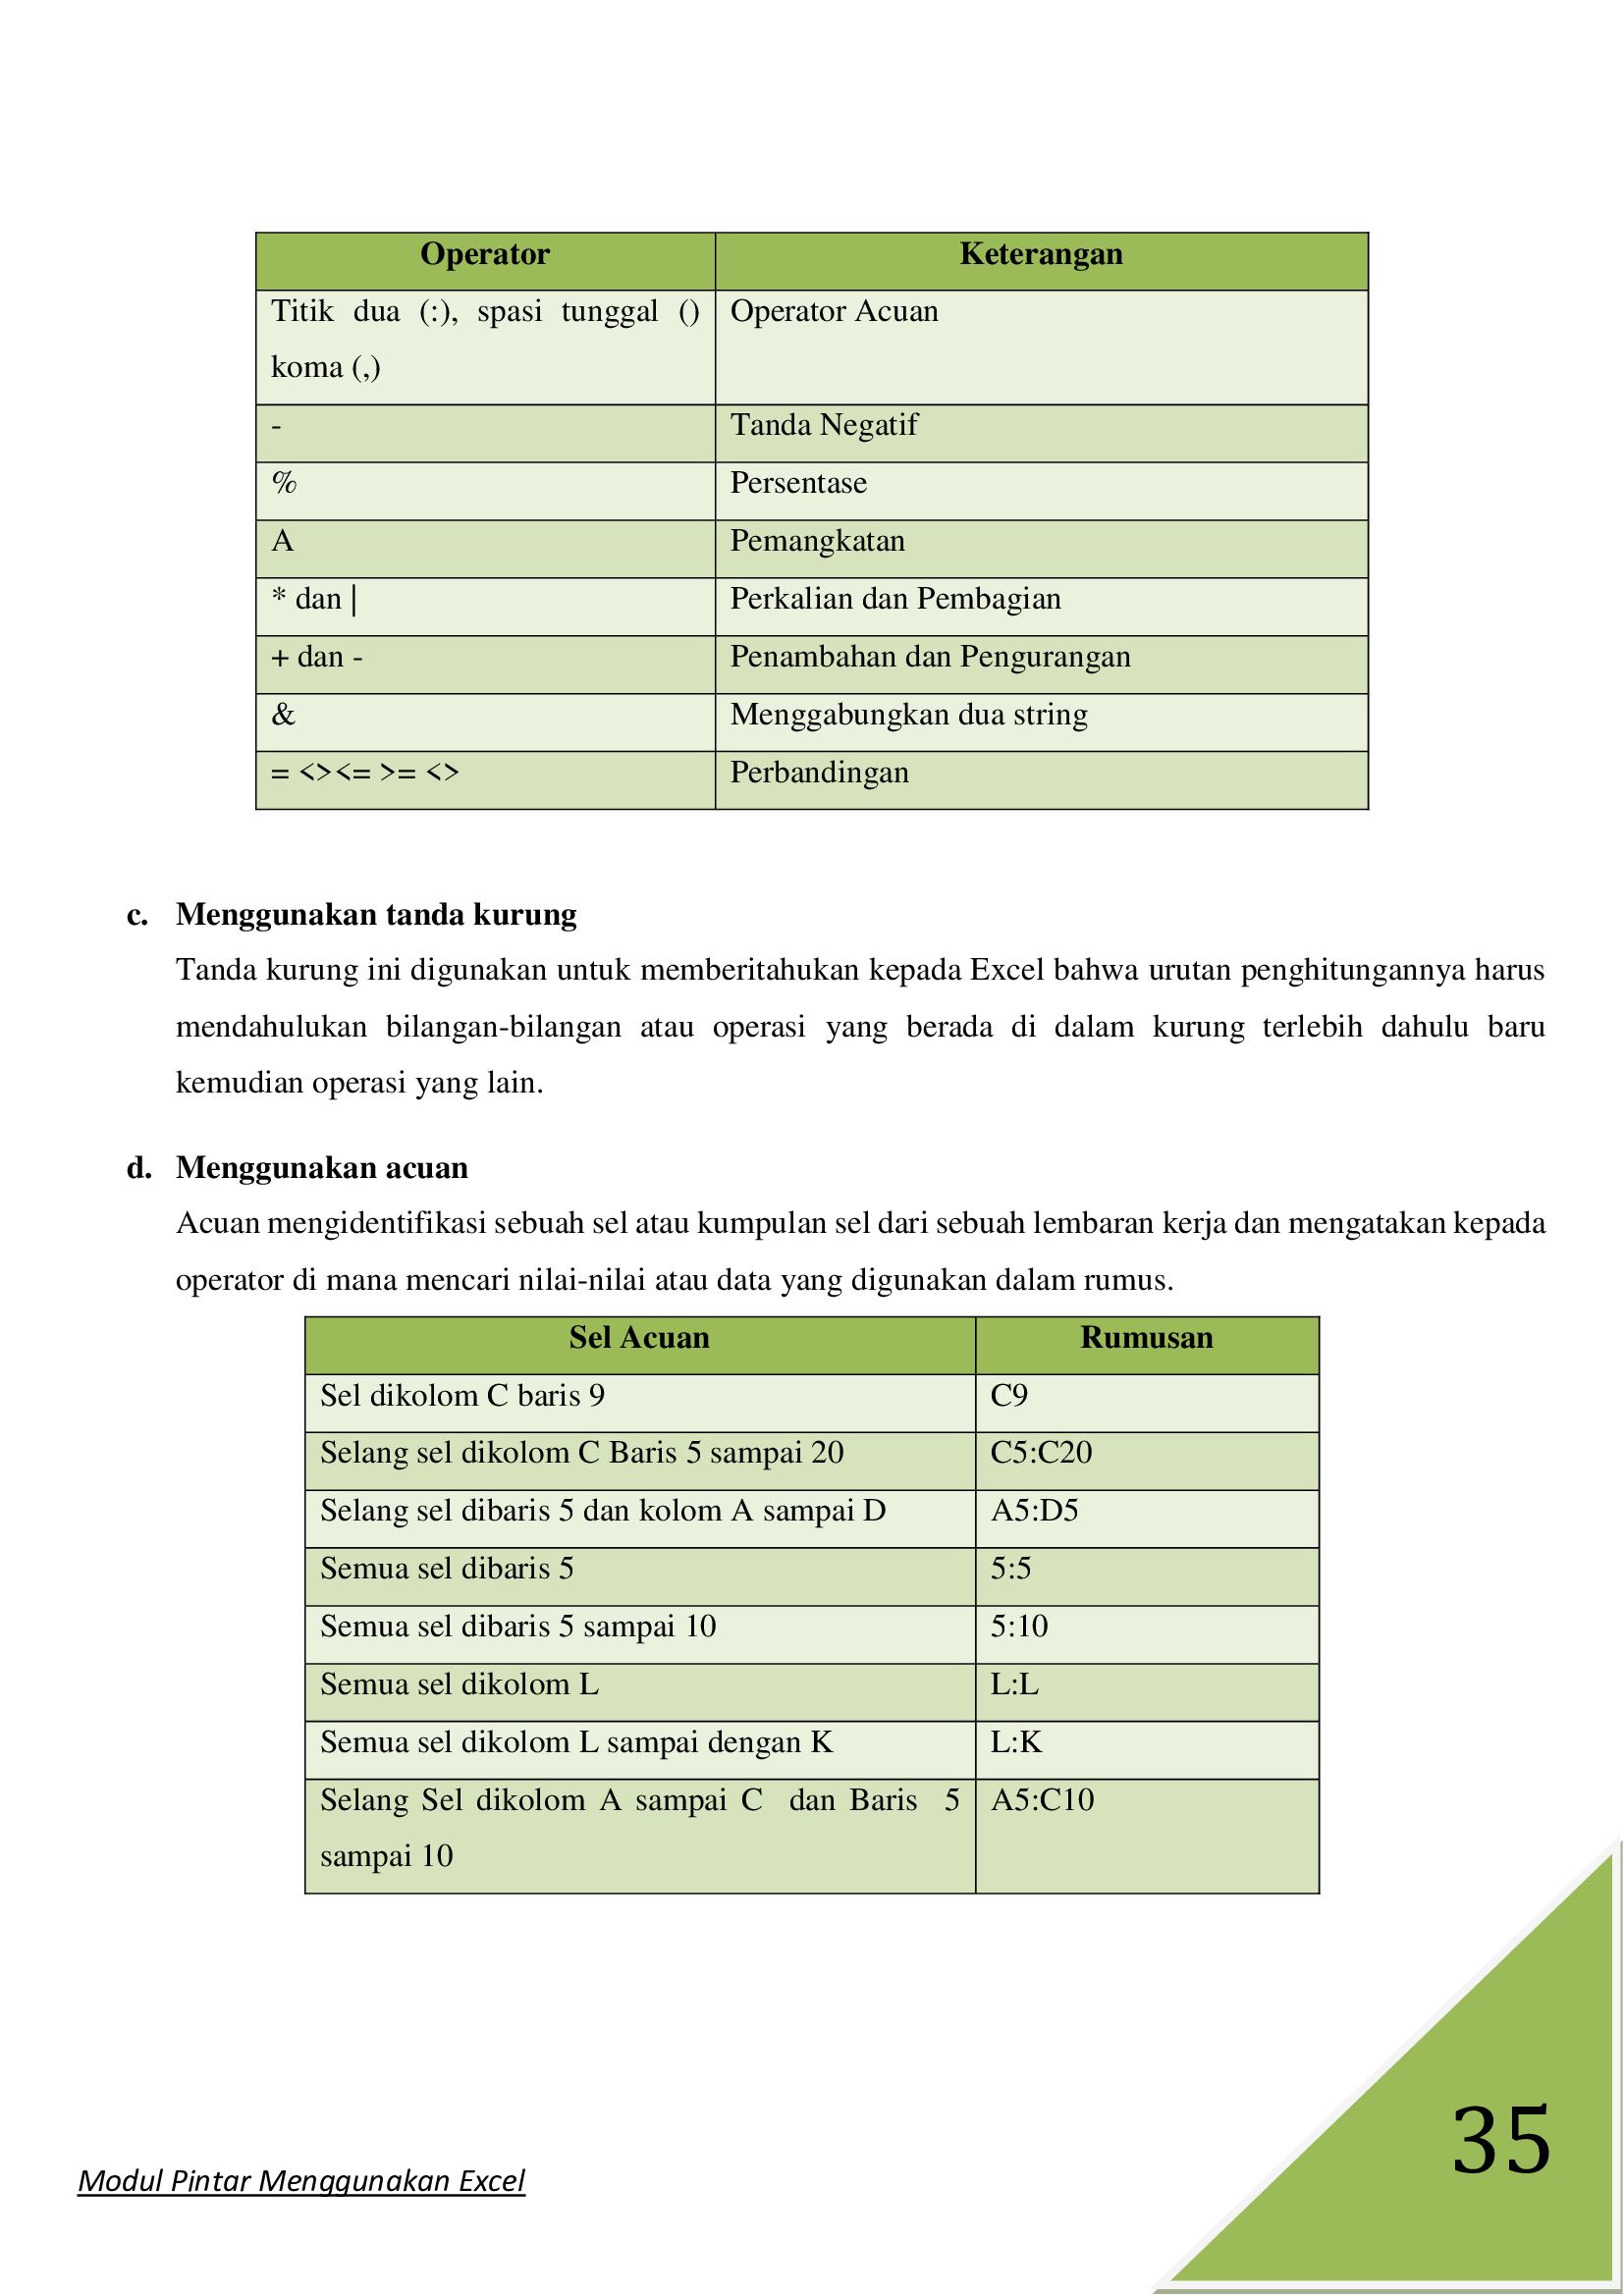 Operator Keterangan
Titik dua (:), spasi tunggal () Operator Acuan
koma (,)
- Tanda Negatif
% Persentase
A Pemangkatan
* dan | Perkalian dan Pembagian
+ dan - Penambahan dan Pengurangan
& Menggabungkan dua string
= <><= >= <> Perbandingan
c. Menggunakan tanda kurung
Tanda kurung ini digunakan untuk memberitahukan kepada Excel bahwa urutan penghitungannya harus
mendahulukan bilangan-bilangan atau operasi yang berada di dalam kurung terlebih dahulu baru
kemudian operasi yang lain.
d. Menggunakan acuan
Acuan mengidentifikasi sebuah sel atau kumpulan sel dari sebuah lembaran kerja dan mengatakan kepada
operator di mana mencari nilai-nilai atau data yang digunakan dalam rumus.
Sel Acuan Rumusan
Sel dikolom C baris 9 C9
Selang sel dikolom C Baris 5 sampai 20 C5:C20
Selang sel dibaris 5 dan kolom A sampai D A5:D5
Semua sel dibaris 5 5:5
Semua sel dibaris 5 sampai 10 5:10
Semua sel dikolom L L:L
Semua sel dikolom L sampai dengan K L:K
Selang Sel dikolom A sampai C dan Baris 5 A5:C10
sampai 10
35
Modul Pintar Menggunakan Excel